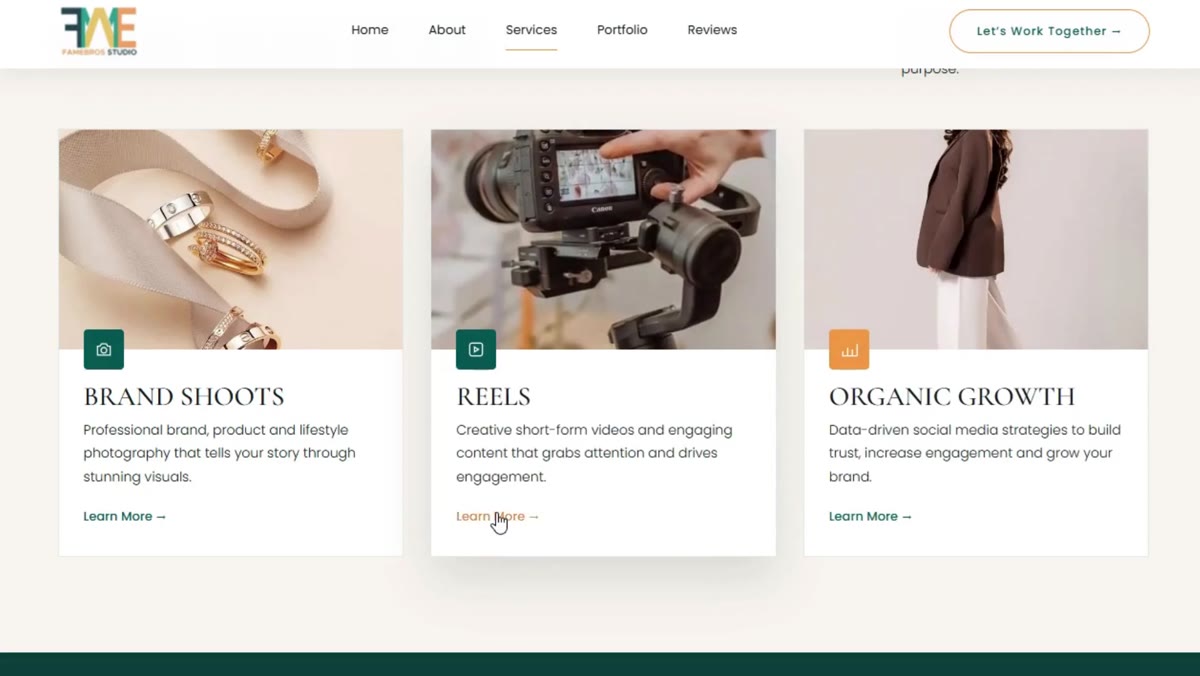 FWE
FAMEBROS STUDIO
Home
About
Services
Portfolio
Reviews
Let's Work Together →
purpose.
Canon
BRAND SHOOTS
Professional brand, product and lifestyle
photography that tells your story through
stunning visuals.
Learn More →
REELS
Creative short-form videos and engaging
content that grabs attention and drives
engagement.
Learn More →
ORGANIC GROWTH
Data-driven social media strategies to build
trust, increase engagement and grow your
brand.
Learn More →